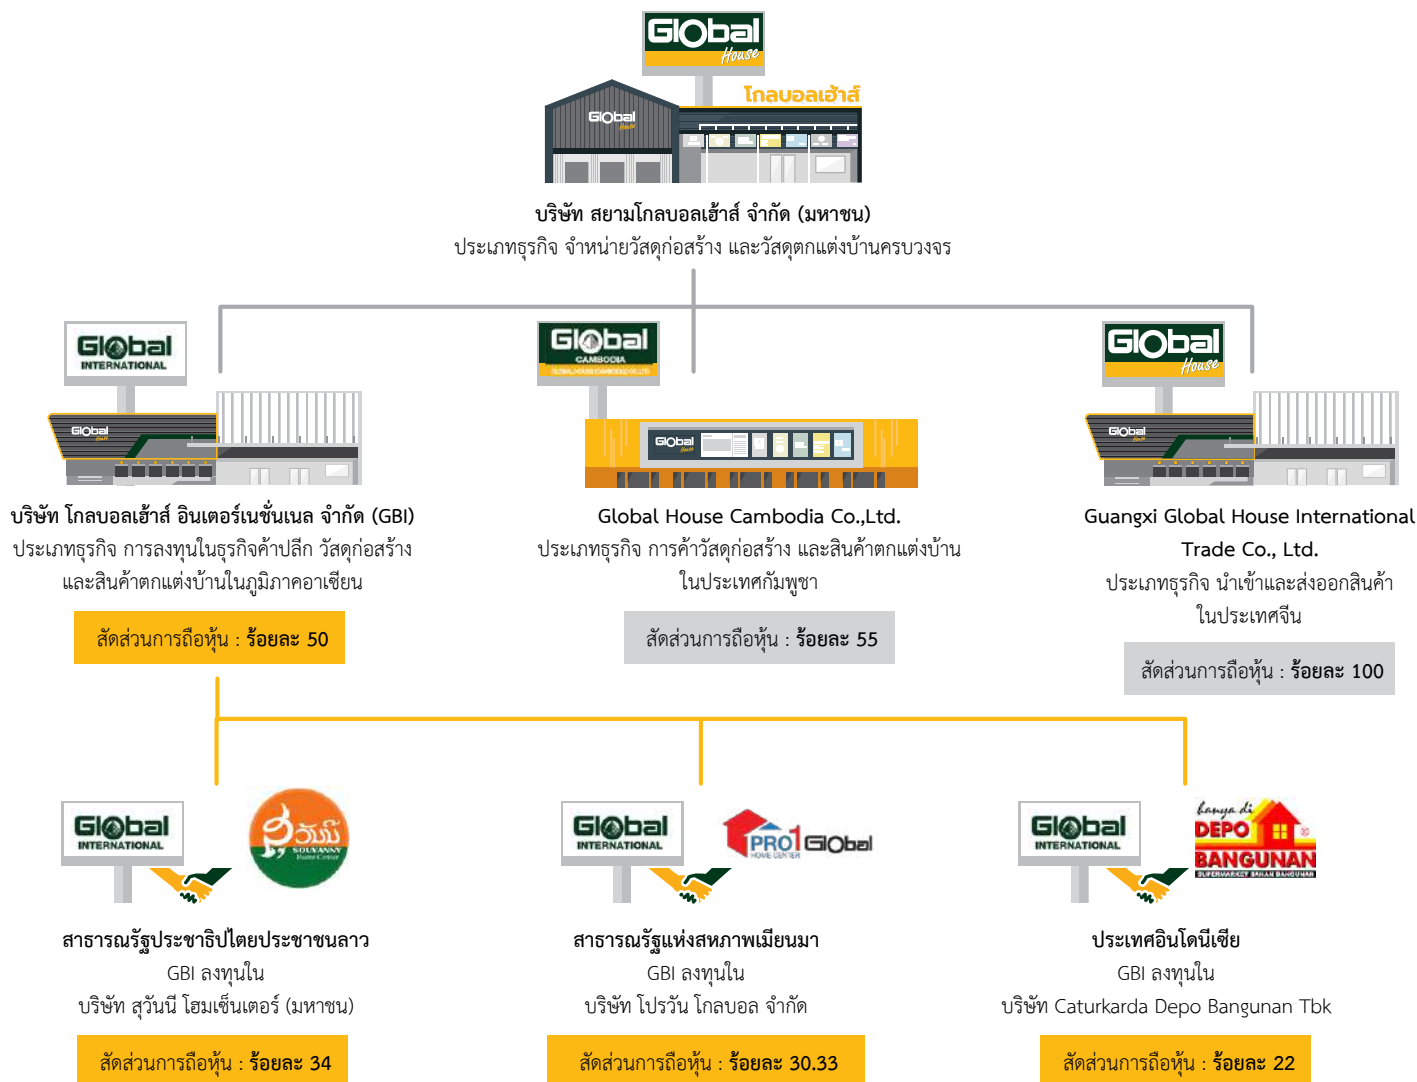 Global
House
โกลบอลเฮ้าส์
Global
House
บริษัท สยามโกลบอลเฮ้าส์ จำกัด (มหาชน)
ประเภทธุรกิจ จำหน่ายวัสดุก่อสร้าง และวัสดุตกแต่งบ้านครบวงจร
Global
INTERNATIONAL
Global
House
บริษัท โกลบอลเฮ้าส์ อินเตอร์เนชั่นเนล จำกัด (GBI)
ประเภทธุรกิจ การลงทุนในธุรกิจค้าปลีก วัสดุก่อสร้าง
และสินค้าตกแต่งบ้านในภูมิภาคอาเซียน
สัดส่วนการถือหุ้น : ร้อยละ 50
Global
CAMBODIA
GLOBAL HOUSE (CAMBODIA) CO.,LTD
Global
House
Global House Cambodia Co.,Ltd.
ประเภทธุรกิจ การค้าวัสดุก่อสร้าง และสินค้าตกแต่งบ้าน
ในประเทศกัมพูชา
สัดส่วนการถือหุ้น : ร้อยละ 55
Global
House
Global
House
Guangxi Global House International
Trade Co., Ltd.
ประเภทธุรกิจ นำเข้าและส่งออกสินค้า
ในประเทศจีน
สัดส่วนการถือหุ้น : ร้อยละ 100
Global
INTERNATIONAL
SOUVANNY
Home Center
สาธารณรัฐประชาธิปไตยประชาชนลาว
GBI ลงทุนใน
บริษัท สุวันนี โฮมเซ็นเตอร์ (มหาชน)
สัดส่วนการถือหุ้น : ร้อยละ 34
Global
INTERNATIONAL
PRO1 Global
HOME CENTER
สาธารณรัฐแห่งสหภาพเมียนมา
GBI ลงทุนใน
บริษัท โปรวัน โกลบอล จำกัด
สัดส่วนการถือหุ้น : ร้อยละ 30.33
Global
INTERNATIONAL
hanya di
DEPO
BANGUNAN
SUPERMARKET BAHAN BANGUNAN
ประเทศอินโดนีเซีย
GBI ลงทุนใน
บริษัท Caturkarda Depo Bangunan Tbk
สัดส่วนการถือหุ้น : ร้อยละ 22